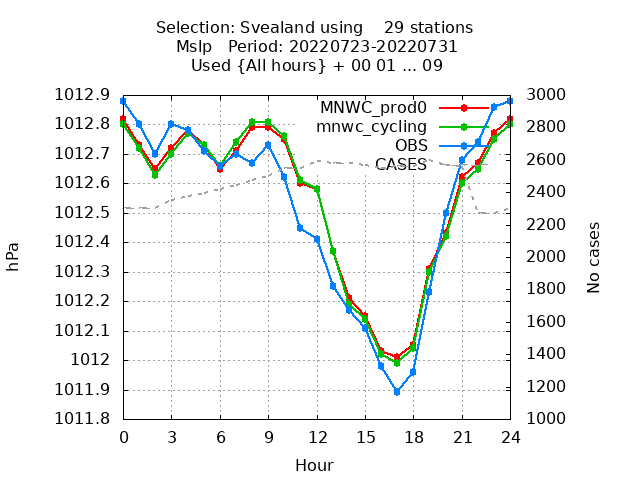 Selection: Svealand using    29 stations
Mslp   Period: 20220723-20220731
Used {All hours} + 00 01 ... 09
MNWC_prod0
mnwc_cycling
OBS
CASES
hPa
1012.9
1012.8
1012.7
1012.6
1012.5
1012.4
1012.3
1012.2
1012.1
1012
1011.9
1011.8
3000
2800
2600
2400
2200
2000
1800
1600
1400
1200
1000
No cases
0 3 6 9 12 15 18 21 24
Hour